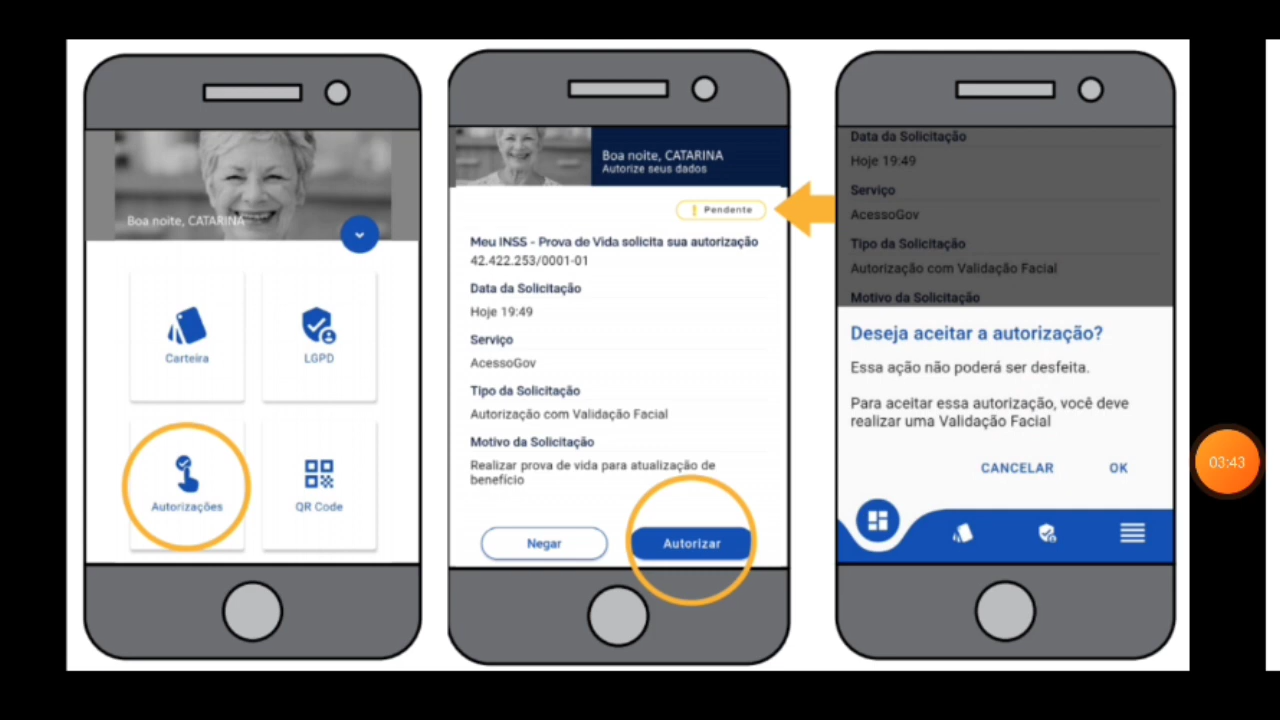 Boa noite, CATARINA
Carteira
LGPD
Autorizações
QR Code
Boa noite, CATARINA
Autorize seus dados
! Pendente
Meu INSS - Prova de Vida solicita sua autorização
42.422.253/0001-01
Data da Solicitação
Hoje 19:49
Serviço
AcessoGov
Tipo da Solicitação
Autorização com Validação Facial
Motivo da Solicitação
Realizar prova de vida para atualização de
benefício
Negar
Autorizar
Data da Solicitação
Hoje 19:49
Serviço
AcessoGov
Tipo da Solicitação
Autorização com Validação Facial
Motivo da Solicitação
Deseja aceitar a autorização?
Essa ação não poderá ser desfeita.
Para aceitar essa autorização, você deve
realizar uma Validação Facial
CANCELAR
OK
03:43